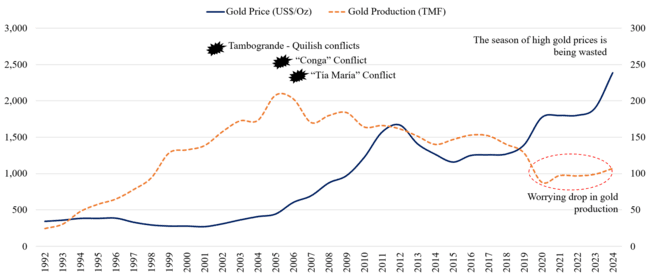 Gold Price (US$/Oz) Gold Production (TMF)
3,000 300
Tambogrande - Quilish conflicts
The season of high gold prices is
being wasted
2,500 250
"Conga" Conflict
"Tia Maria" Conflict
2,000 200
1,500 150
1,000 100
Worrying drop in gold
production
500 50
0 0
1992 1993 1994 1995 1996 1997 1998 1999 2000 2001 2002 2003 2004 2005 2006 2007 2008 2009 2010 2011 2012 2013 2014 2015 2016 2017 2018 2019 2020 2021 2022 2023 2024